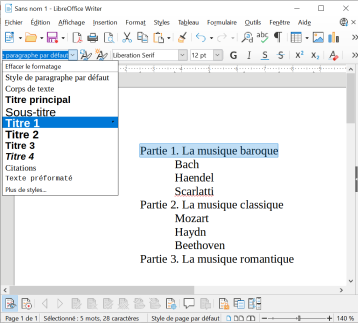 Sans nom 1 - LibreOffice Writer
Fichier Édition Affichage Insertion Format Styles Tableau Formulaire Outils Fenêtre Aide
paragraphe par défaut Liberation Serif 12 pt G I S S X² X₂
Effacer le formatage
Style de paragraphe par défaut
Corps de texte
Titre principal
Sous-titre
Titre 1
Titre 2
Titre 3
Titre 4
Citations
Texte préformaté
Plus de styles...
Partie 1. La musique baroque
Bach
Haendel
Scarlatti
Partie 2. La musique classique
Mozart
Haydn
Beethoven
Partie 3. La musique romantique
Page 1 de 1 Sélectionné : 5 mots, 28 caractères Style de page par défaut 140 %